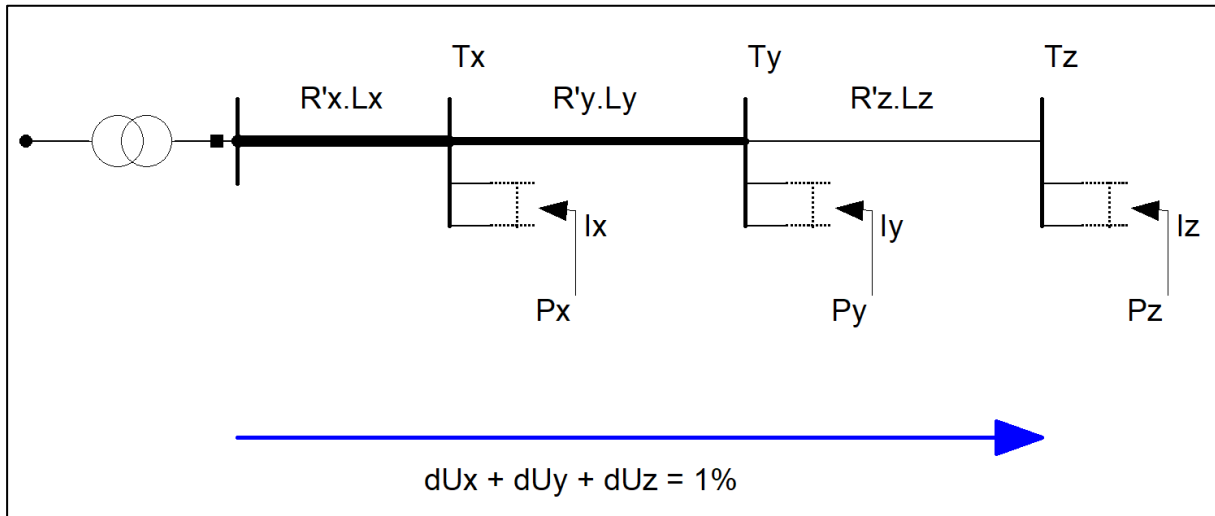 Tx
Ty
Tz
R'x.Lx
R'y.Ly
R'z.Lz
Ix
Iy
Iz
Px
Py
Pz
dUx + dUy + dUz = 1%